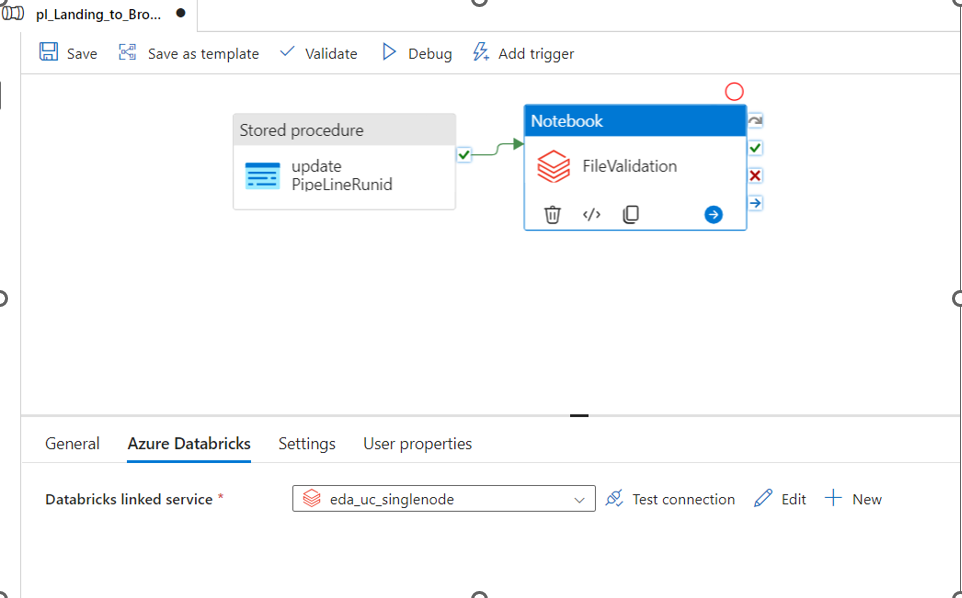 pl_Landing_to_Bro...
Save Save as template Validate Debug Add trigger
Stored procedure
update
PipeLineRunid
Notebook
FileValidation
General Azure Databricks Settings User properties
Databricks linked service * eda_uc_singlenode Test connection Edit New